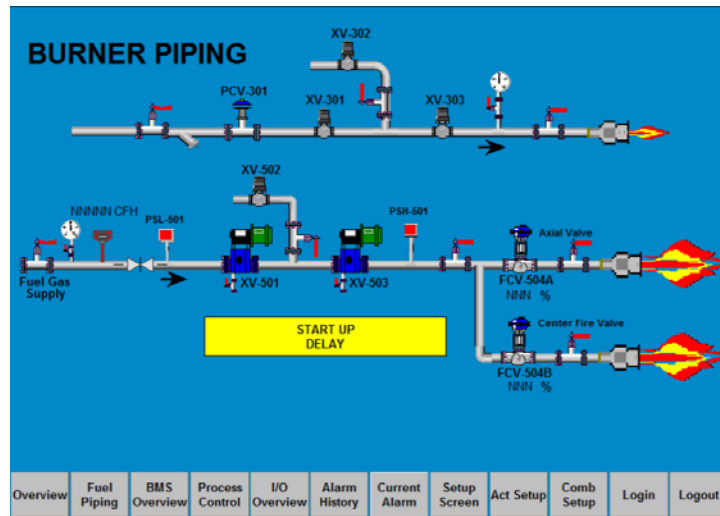 BURNER PIPING
XV-302
PCV-301
XV-301
XV-303
XV-502
NNNNN CFH
PSL-501
PSH-501
Axial Valve
Fuel Gas
Supply
XV-501
XV-503
FCV-504A
NNN %
START UP
DELAY
Center Fire Valve
FCV-504B
NNN %
Overview
Fuel
Piping
BMS
Overview
Process
Control
I/O
Overview
Alarm
History
Current
Alarm
Setup
Screen
Act Setup
Comb
Setup
Login
Logout